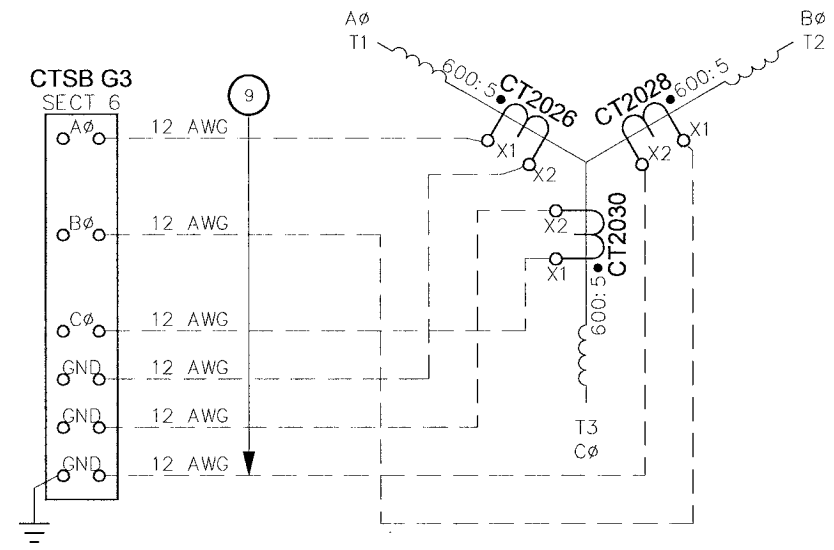 AØ
T1
BØ
T2
600:5
CT2026
CT2028
600:5
CTSB G3
SECT 6
9
AØ
12 AWG
X1
X2
X2
X1
BØ
12 AWG
X2
X1
CT2030
600:5
CØ
12 AWG
GND
12 AWG
GND
12 AWG
GND
12 AWG
T3
CØ